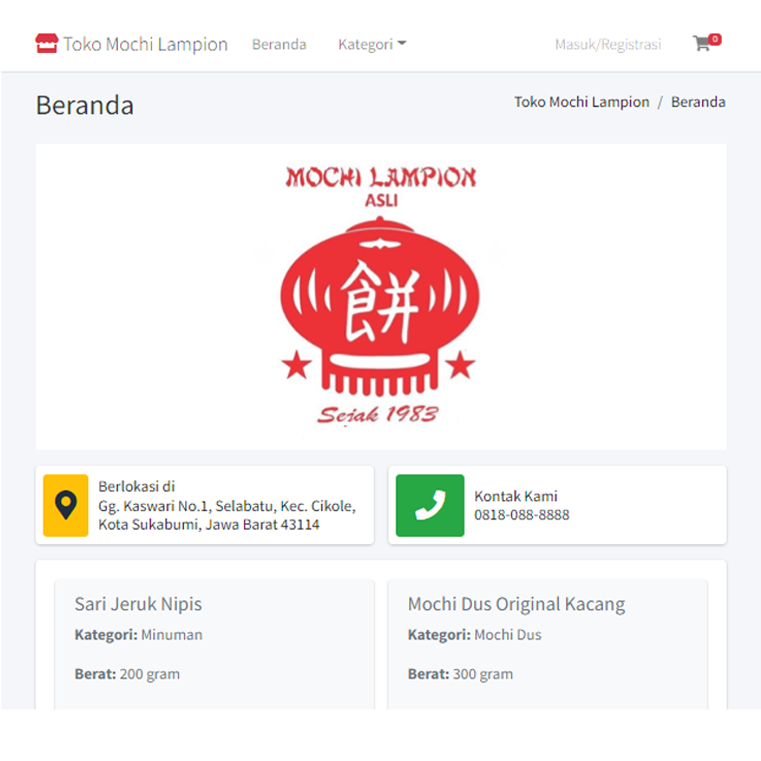 Toko Mochi Lampion Beranda Kategori Masuk/Registrasi 0
Beranda
Toko Mochi Lampion / Beranda
MOCHI LAMPION
ASLI
餅
Sejak 1983
Berlokasi di
Gg. Kaswari No.1, Selabatu, Kec. Cikole,
Kota Sukabumi, Jawa Barat 43114
Kontak Kami
0818-088-8888
Sari Jeruk Nipis
Kategori: Minuman
Berat: 200 gram
Mochi Dus Original Kacang
Kategori: Mochi Dus
Berat: 300 gram